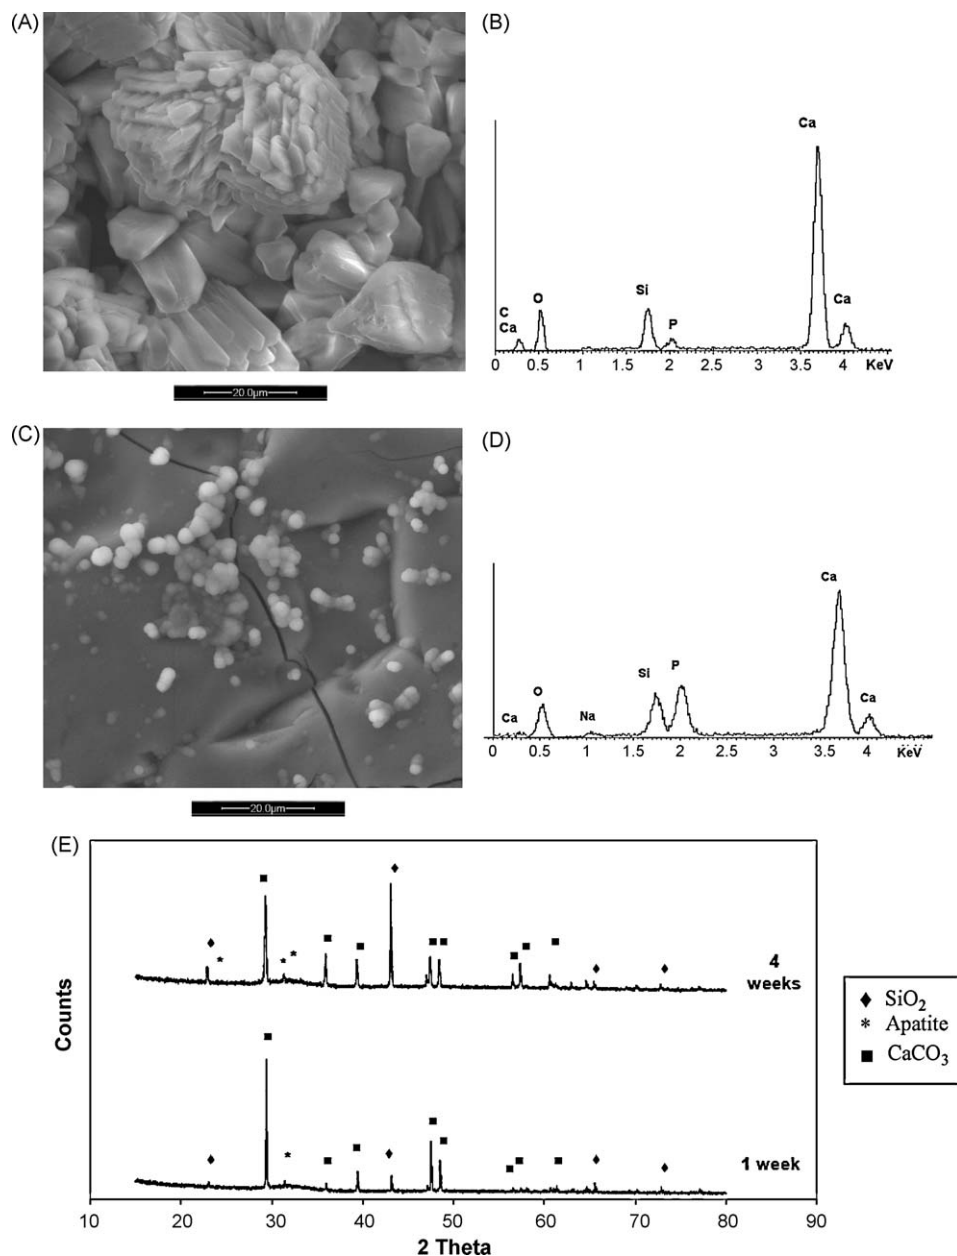 (A)
20.0µm
(B)
Ca
C
Ca
O
Si
P
Ca
0 0.5 1 1.5 2 2.5 3 3.5 4 KeV
(C)
20.0µm
(D)
Ca
Ca
O
Na
Si
P
Ca
0 0.5 1 1.5 2 2.5 3 3.5 4 KeV
(E)
4
weeks
1 week
Counts
10 20 30 40 50 60 70 80 90
2 Theta
♦ SiO₂
* Apatite
■ CaCO₃